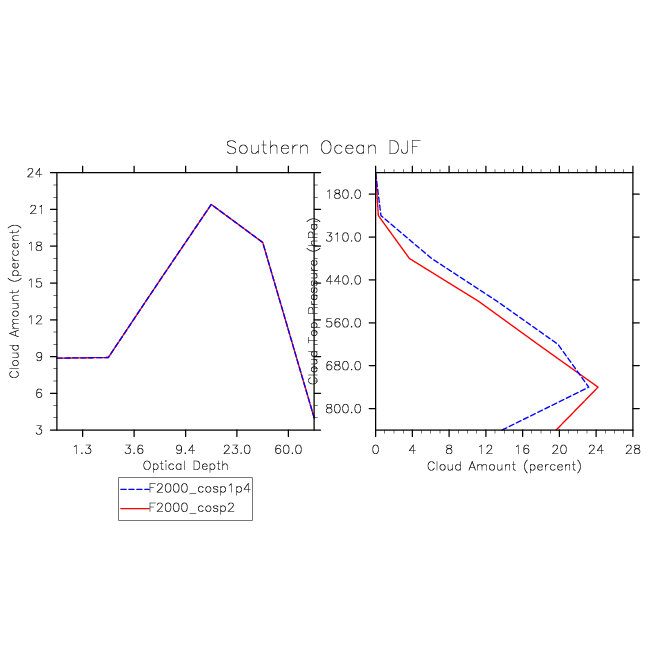 Southern Ocean DJF
Cloud Amount (percent)
24
21
18
15
12
9
6
3
1.3 3.6 9.4 23.0 60.0
Optical Depth
Cloud Top Pressure (hPa)
180.0
310.0
440.0
560.0
680.0
800.0
0 4 8 12 16 20 24 28
Cloud Amount (percent)
F2000_cosp1p4
F2000_cosp2